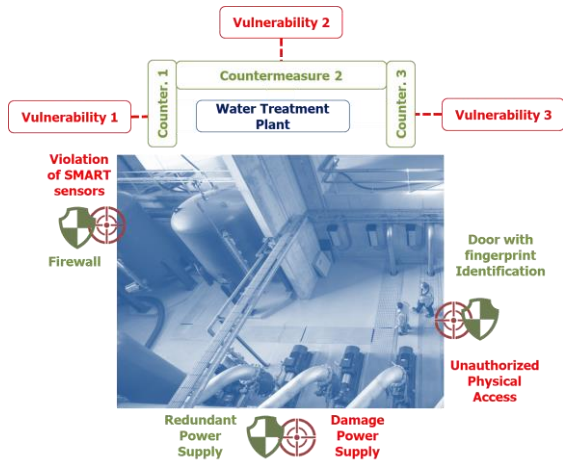 Vulnerability 2
Counter. 1
Countermeasure 2
Counter. 3
Vulnerability 1
Water Treatment
Plant
Vulnerability 3
Violation
of SMART
sensors
Firewall
Door with
fingerprint
Identification
Unauthorized
Physical
Access
Redundant
Power
Supply
Damage
Power
Supply